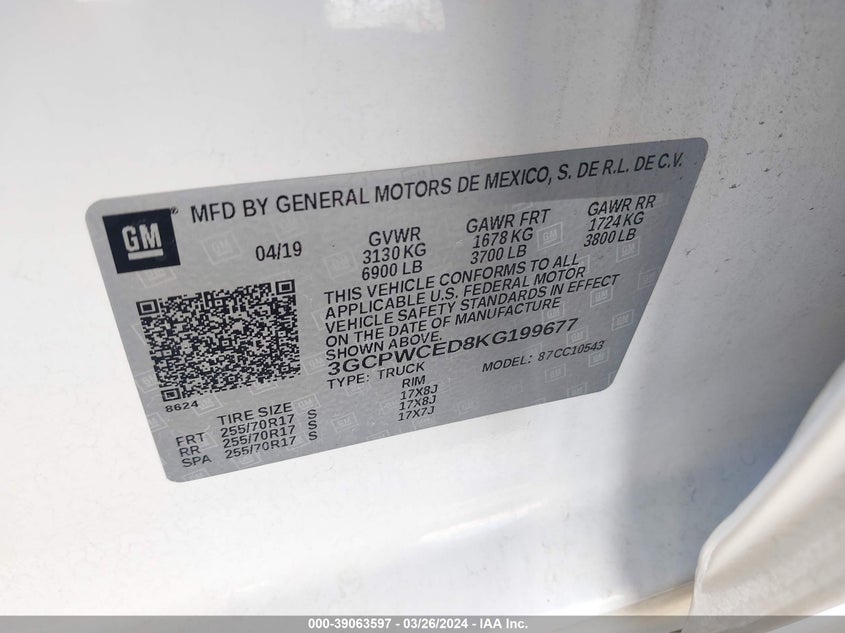 GM ® MFD BY GENERAL MOTORS DE MEXICO, S. DE R.L. DE C.V.
04/19 GVWR GAWR FRT GAWR RR
3130 KG 1678 KG 1724 KG
6900 LB 3700 LB 3800 LB
THIS VEHICLE CONFORMS TO ALL
APPLICABLE U.S. FEDERAL MOTOR
VEHICLE SAFETY STANDARDS IN EFFECT
ON THE DATE OF MANUFACTURE
SHOWN ABOVE.
3GCPWCED8KG199677
TYPE: TRUCK MODEL: 87CC10543
8624
TIRE SIZE RIM
FRT 255/70R17 S 17X8J
RR 255/70R17 S 17X8J
SPA 255/70R17 S 17X7J
000-39063597 - 03/26/2024 - IAA Inc.